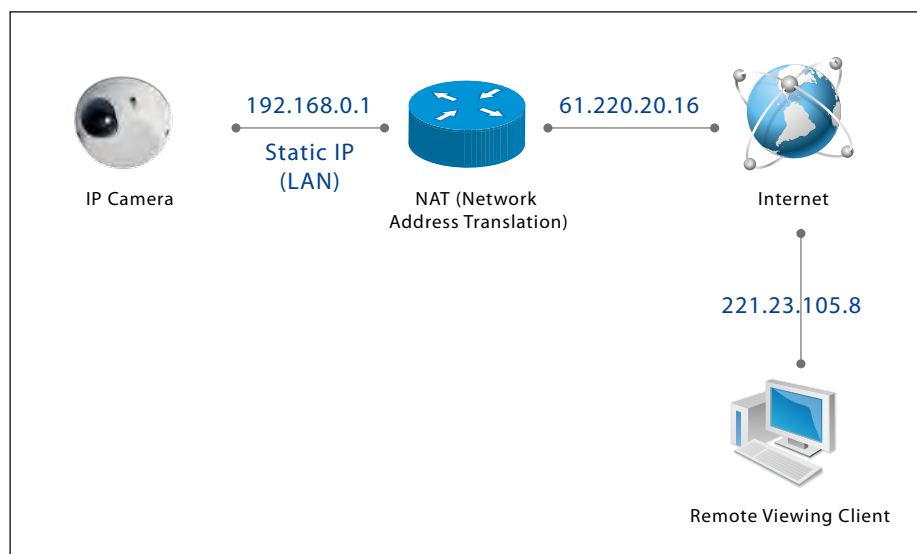 192.168.0.1
Static IP
(LAN)
61.220.20.16
IP Camera
NAT (Network
Address Translation)
Internet
221.23.105.8
Remote Viewing Client